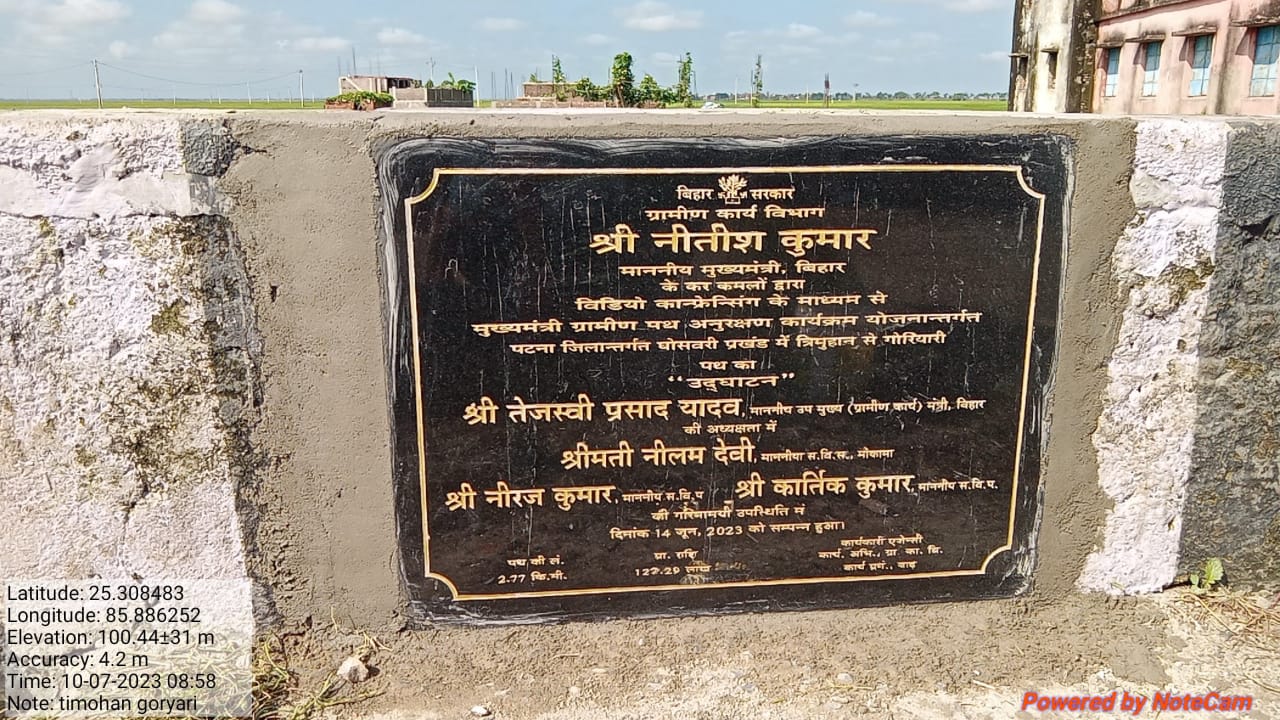 बिहार सरकार
ग्रामीण कार्य विभाग
श्री नीतीश कुमार
माननीय मुख्यमंत्री, बिहार
के कर कमलों द्वारा
विडियो कान्फ्रेन्सिंग के माध्यम से
मुख्यमंत्री ग्रामीण पथ अनुरक्षण कार्यक्रम योजनान्तर्गत
पटना जिलान्तर्गत घोसवरी प्रखंड में त्रिमुहान से गोरियारी
पथ का
“उद्घाटन”
श्री तेजस्वी प्रसाद यादव, माननीय उप मुख्य (ग्रामीण कार्य) मंत्री, बिहार
की अध्यक्षता में
श्रीमती नीलम देवी, माननीया स.वि.स., मोकामा
श्री नीरज कुमार, माननीय स.वि.प श्री कार्तिक कुमार, माननीय स.वि.प.
की गरिमामयी उपस्थिति में
दिनांक 14 जून, 2023 को सम्पन्न हुआ।
पथ की लं. प्रा. राशि कार्यकारी एजेन्सी
2.77 कि.मी. 122.29 लाख कार्य. अभि., ग्रा. का. वि.
कार्य प्रमं., बाढ़
Latitude: 25.308483
Longitude: 85.886252
Elevation: 100.44±31 m
Accuracy: 4.2 m
Time: 10-07-2023 08:58
Note: timohan goryari
Powered by NoteCam